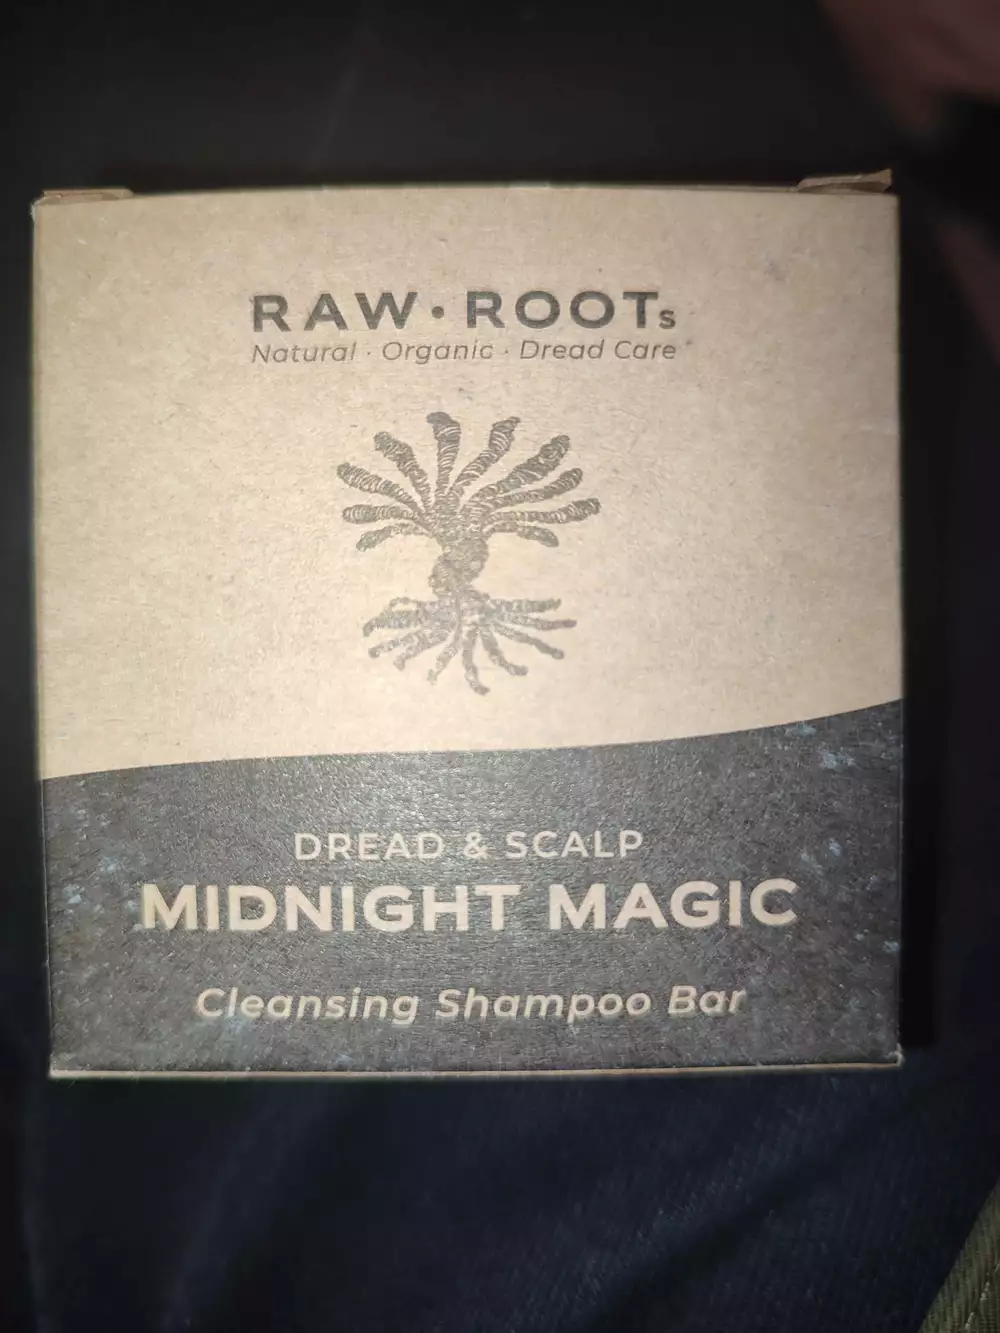 RAW · ROOTs
Natural · Organic · Dread Care
DREAD & SCALP
MIDNIGHT MAGIC
Cleansing Shampoo Bar